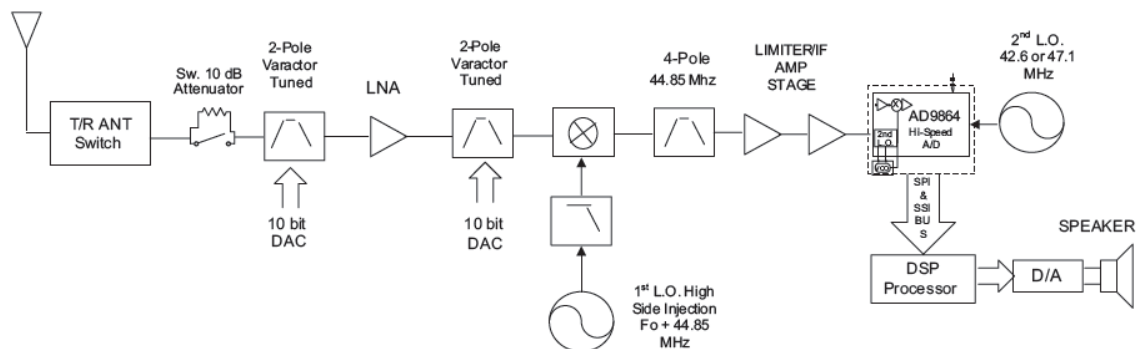 T/R ANT
Switch
Sw. 10 dB
Attenuator
2-Pole
Varactor
Tuned
10 bit
DAC
LNA
2-Pole
Varactor
Tuned
10 bit
DAC
1st L.O. High
Side Injection
Fo + 44.85
MHz
4-Pole
44.85 Mhz
LIMITER/IF
AMP
STAGE
AD9864
Hi-Speed
A/D
2nd
L.O.
2nd L.O.
42.6 or 47.1
MHz
SPI
&
SSI
BU
S
DSP
Processor
D/A
SPEAKER